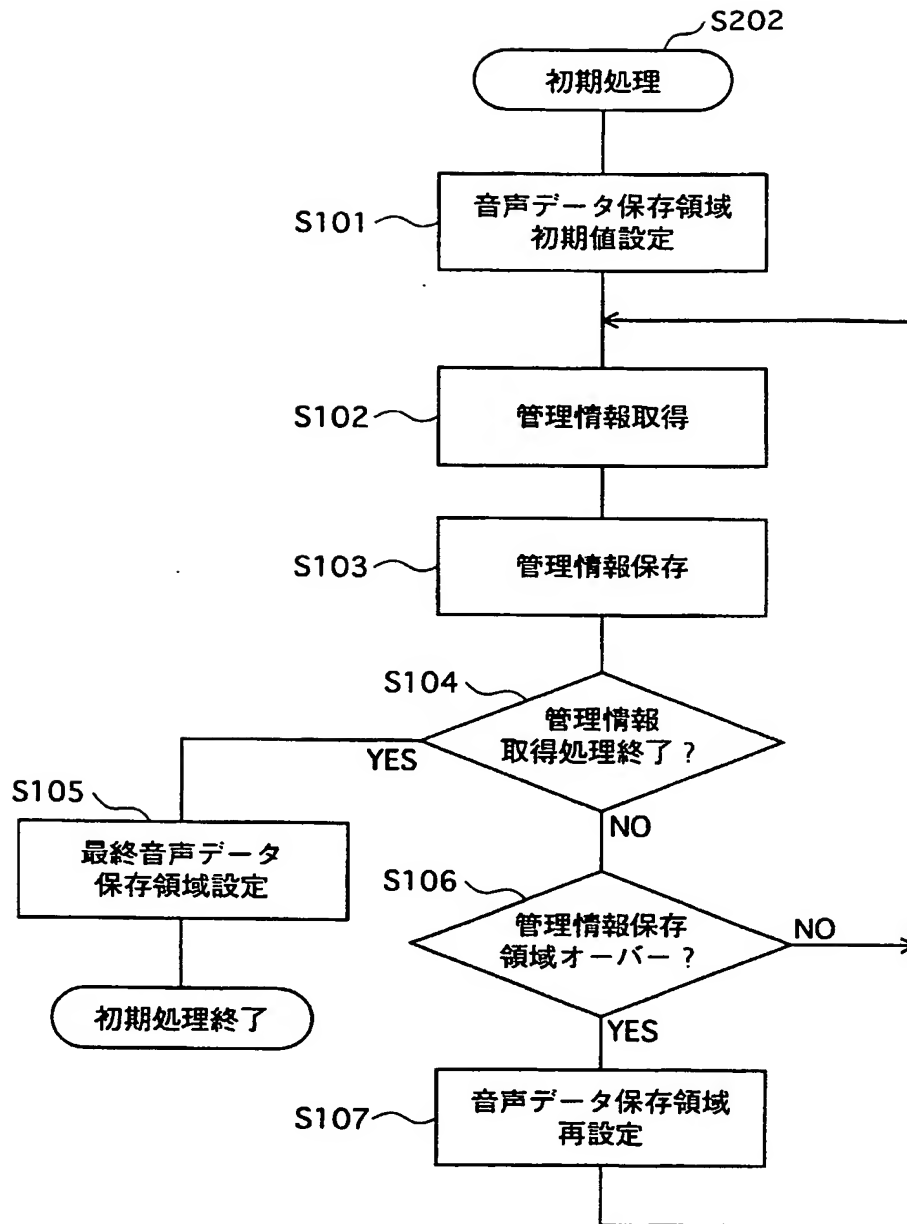 S202
初期処理
S101
音声データ保存領域
初期値設定
S102
管理情報取得
S103
管理情報保存
S104
管理情報
取得処理終了？
YES
NO
S105
最終音声データ
保存領域設定
初期処理終了
S106
管理情報保存
領域オーバー？
NO
YES
S107
音声データ保存領域
再設定